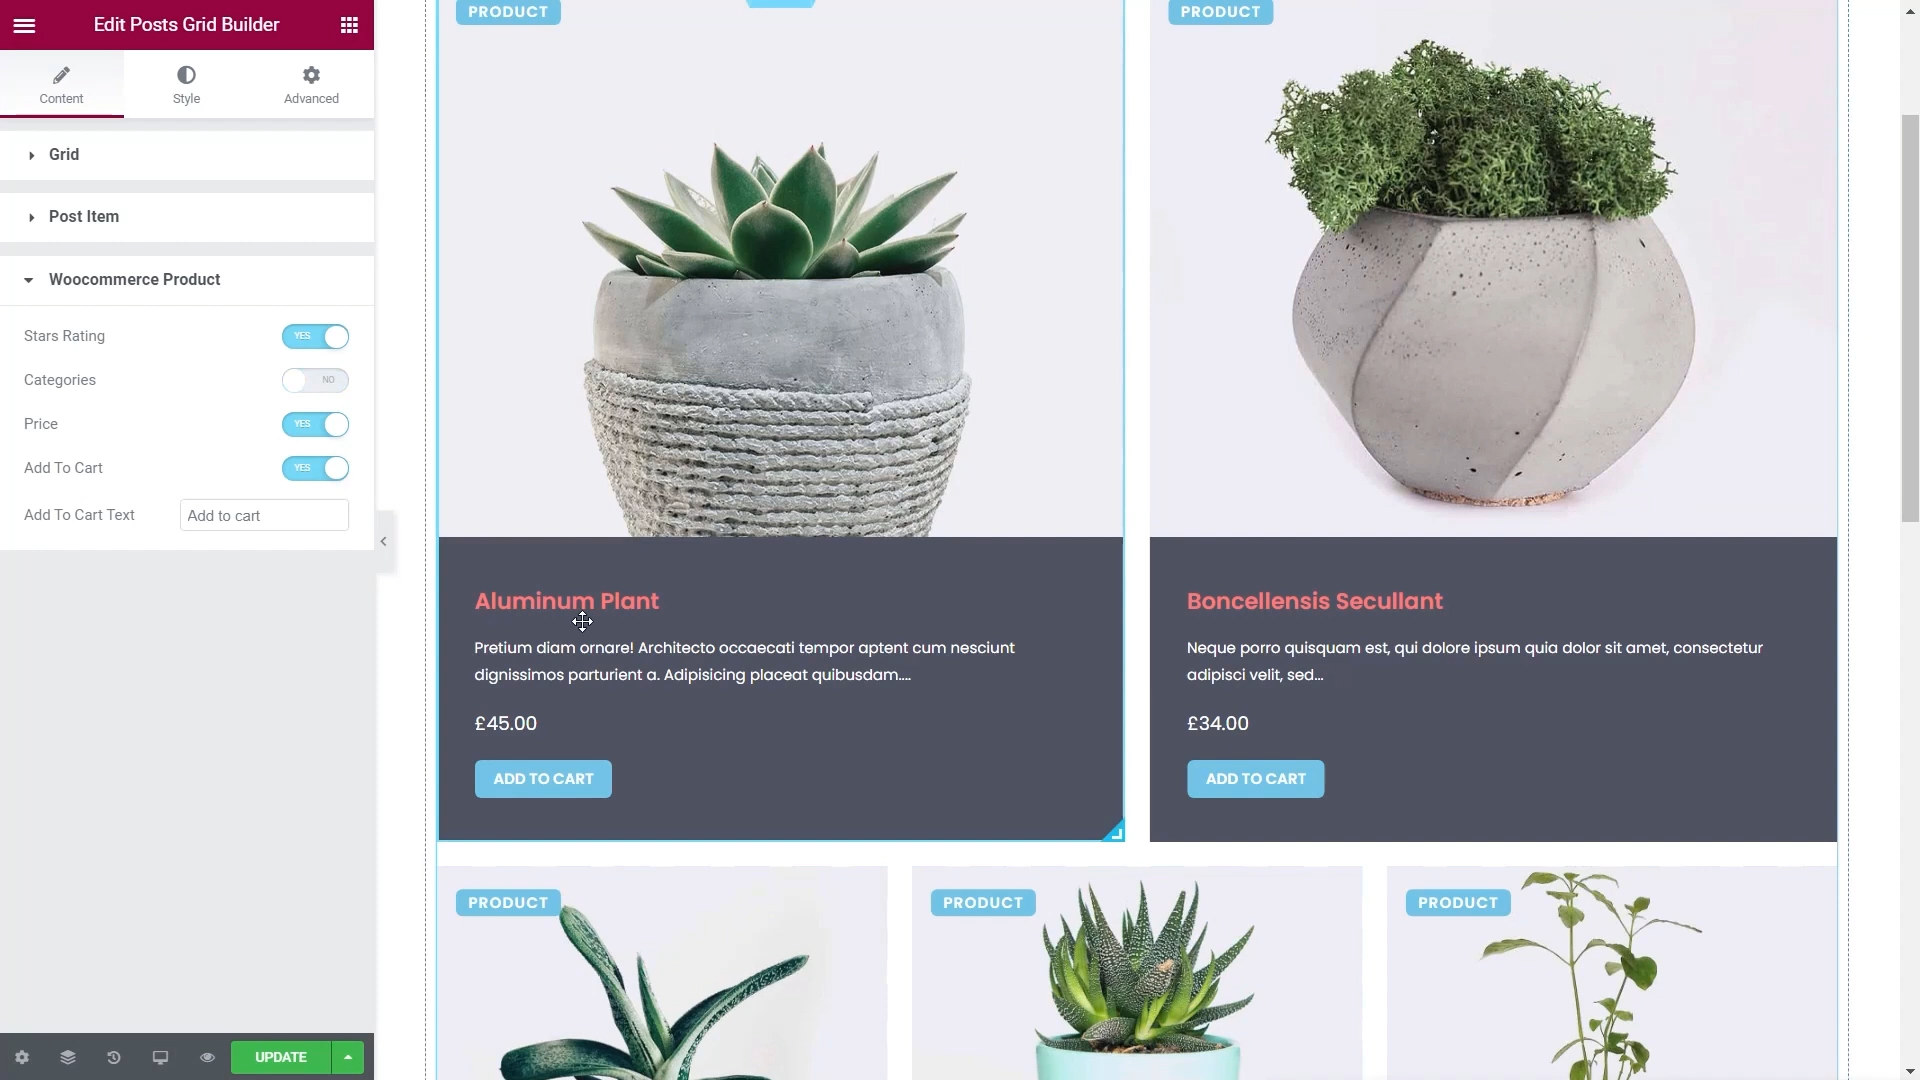 Edit Posts Grid Builder
Content
Style
Advanced
Grid
Post Item
Woocommerce Product
Stars Rating
YES
Categories
NO
Price
YES
Add To Cart
YES
Add To Cart Text
Add to cart
UPDATE
PRODUCT
PRODUCT
Aluminum Plant
Pretium diam ornare! Architecto occaecati tempor aptent cum nesciunt
dignissimos parturient a. Adipisicing placeat quibusdam....
£45.00
ADD TO CART
Boncellensis Secullant
Neque porro quisquam est, qui dolore ipsum quia dolor sit amet, consectetur
adipisci velit, sed...
£34.00
ADD TO CART
PRODUCT
PRODUCT
PRODUCT